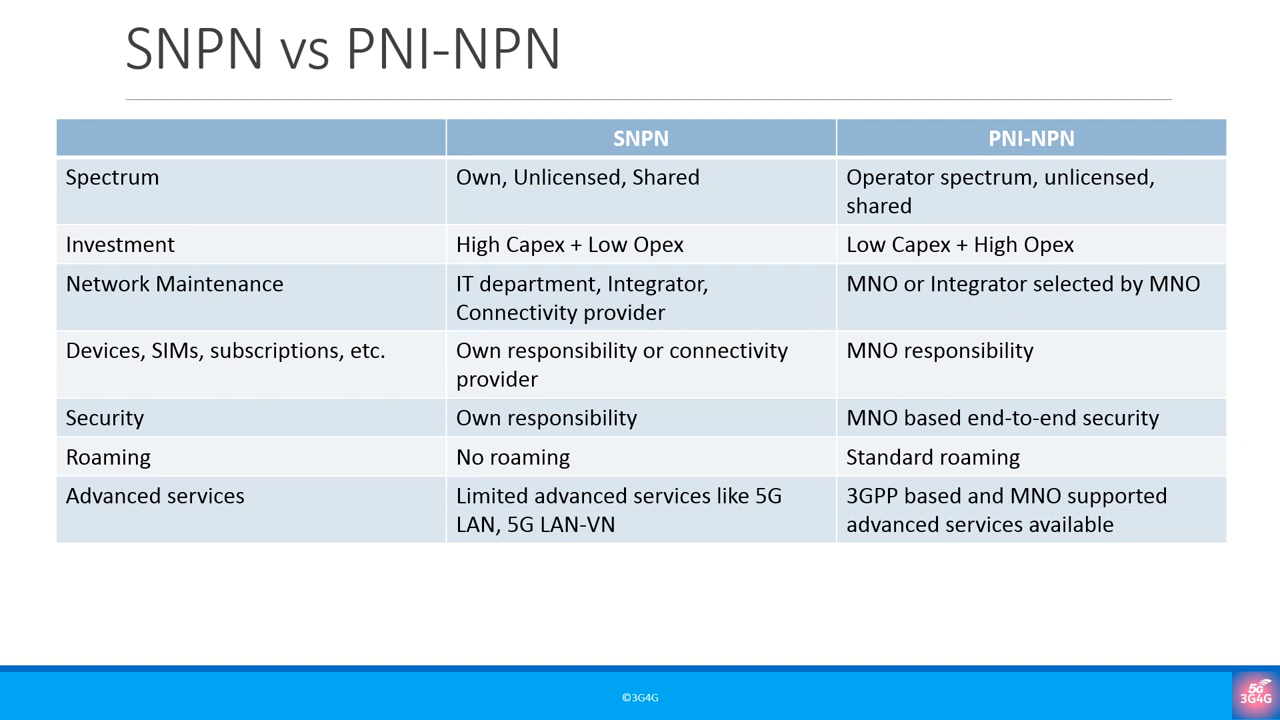 SNPN vs PNI-NPN
SNPN
PNI-NPN
Spectrum
Own, Unlicensed, Shared
Operator spectrum, unlicensed,
shared
Investment
High Capex + Low Opex
Low Capex + High Opex
Network Maintenance
IT department, Integrator,
Connectivity provider
MNO or Integrator selected by MNO
Devices, SIMs, subscriptions, etc.
Own responsibility or connectivity
provider
MNO responsibility
Security
Own responsibility
MNO based end-to-end security
Roaming
No roaming
Standard roaming
Advanced services
Limited advanced services like 5G
LAN, 5G LAN-VN
3GPP based and MNO supported
advanced services available
©3G4G
5G
3G4G